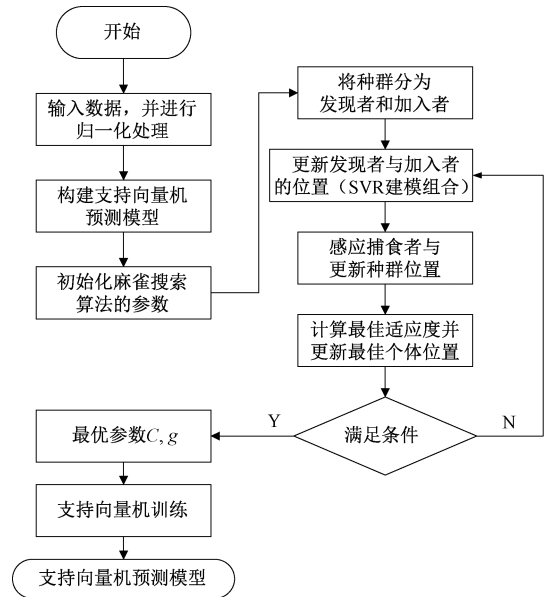 开始
输入数据，并进行
归一化处理
构建支持向量机
预测模型
初始化麻雀搜索
算法的参数
将种群分为
发现者和加入者
更新发现者与加入者
的位置（SVR建模组合）
感应捕食者与
更新种群位置
计算最佳适应度并
更新最佳个体位置
满足条件
Y
N
最优参数C, g
支持向量机训练
支持向量机预测模型